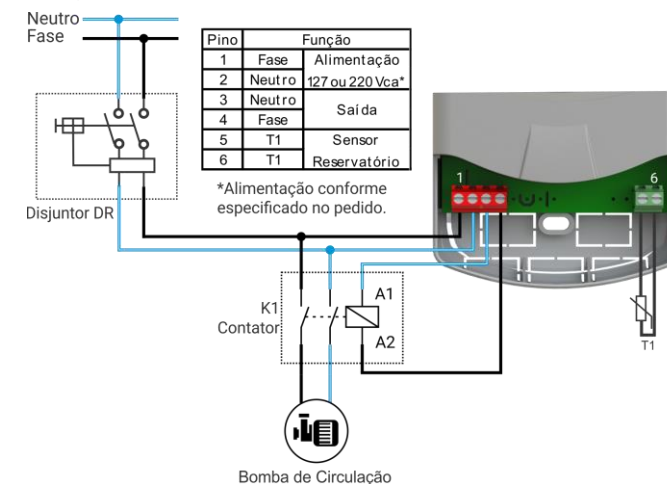 Neutro
Fase
Pino Função
1 Fase Alimentação
2 Neutro 127 ou 220 Vca*
3 Neutro Saída
4 Fase
5 T1 Sensor
6 T1 Reservatório
*Alimentação conforme
especificado no pedido.
Disjuntor DR
1
6
K1
Contator
A1
A2
T1
Bomba de Circulação